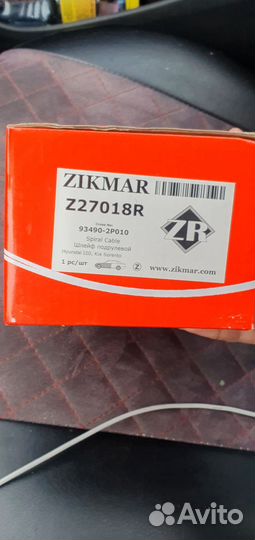 ZIKMAR
Z27018R
ZR
93490-2P010
Spiral Cable
Шлейф подрулевой
Hyundai i20, Kia Sorento
1 pc/шт
Z
www.zikmar.com
Avito